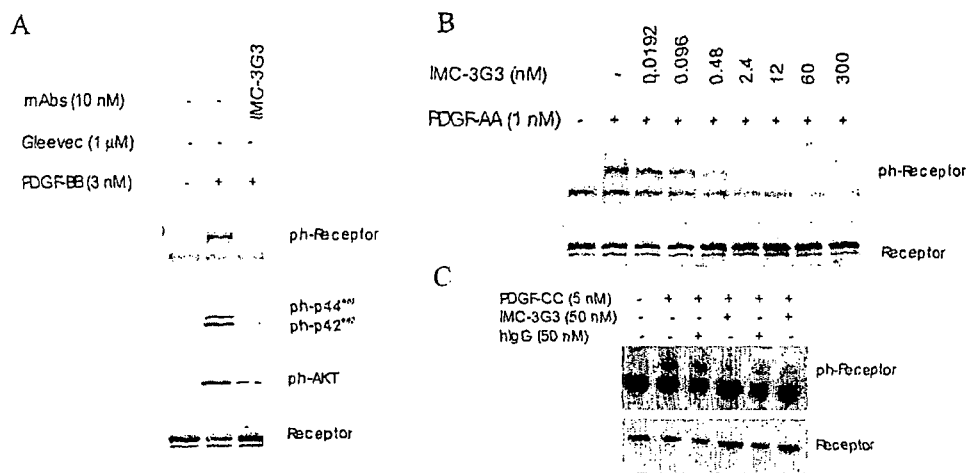 A
mAbs (10 nM) - - IMC-3G3
Gleevec (1 µM) - - -
PDGF-BB (3 nM) - + +
ph-Receptor
ph-p44
ph-p42
ph-AKT
Receptor
B
IMC-3G3 (nM) - 0.0192 0.096 0.48 2.4 12 60 300
PDGF-AA (1 nM) - + + + + + + + +
ph-Receptor
Receptor
C
PDGF-CC (5 nM) - + + + + +
IMC-3G3 (50 nM) - - - + - +
hIgG (50 nM) - - + - + -
ph-Receptor
Receptor